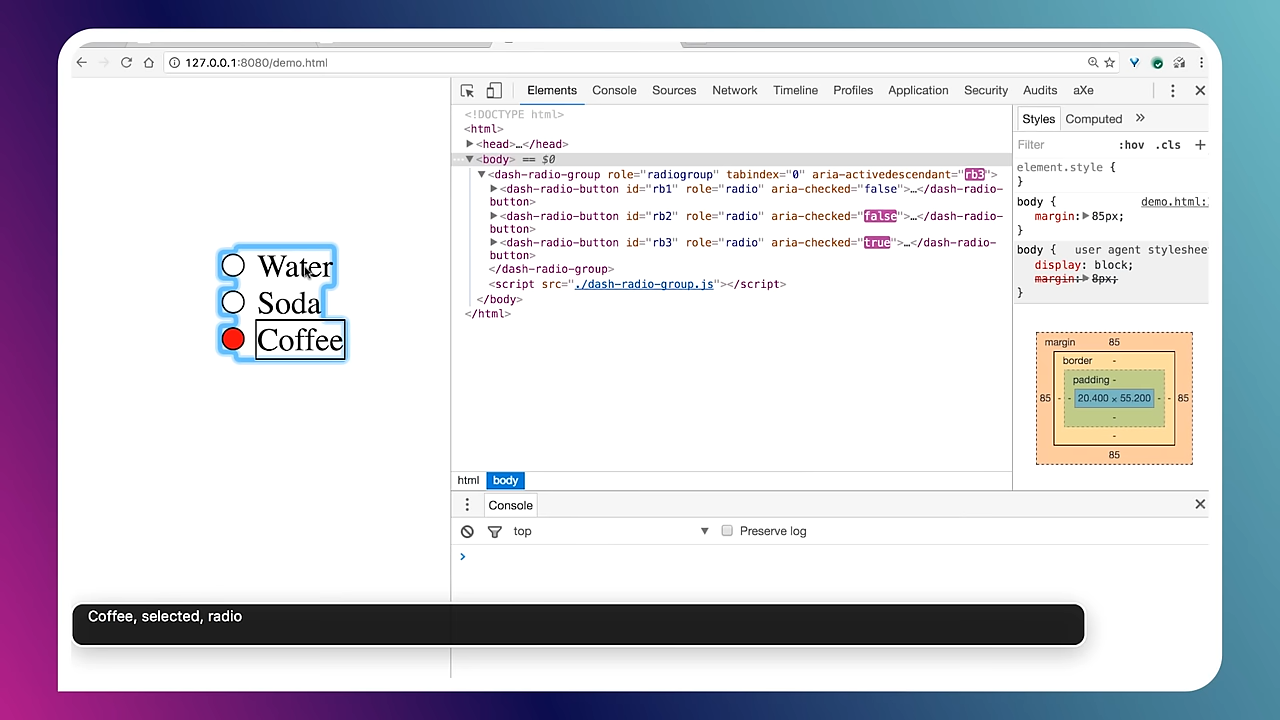 127.0.0.1:8080/demo.html
Elements Console Sources Network Timeline Profiles Application Security Audits aXe
<!DOCTYPE html>
<html>
▶<head>…</head>
…▼<body> == $0
▼<dash-radio-group role="radiogroup" tabindex="0" aria-activedescendant="rb3">
▶<dash-radio-button id="rb1" role="radio" aria-checked="false">…</dash-radio-
button>
▶<dash-radio-button id="rb2" role="radio" aria-checked="false">…</dash-radio-
button>
▶<dash-radio-button id="rb3" role="radio" aria-checked="true">…</dash-radio-
button>
</dash-radio-group>
<script src="./dash-radio-group.js"></script>
</body>
</html>
html body
Styles Computed »
Filter :hov .cls +
element.style {
}
body { demo.html:
margin:▶85px;
}
body { user agent styleshee
display: block;
margin:▶8px;
}
margin 85
border -
padding -
85 - - 20.400 × 55.200 - - 85
-
-
85
Water
Soda
Coffee
Console
top ▼ Preserve log
>
Coffee, selected, radio